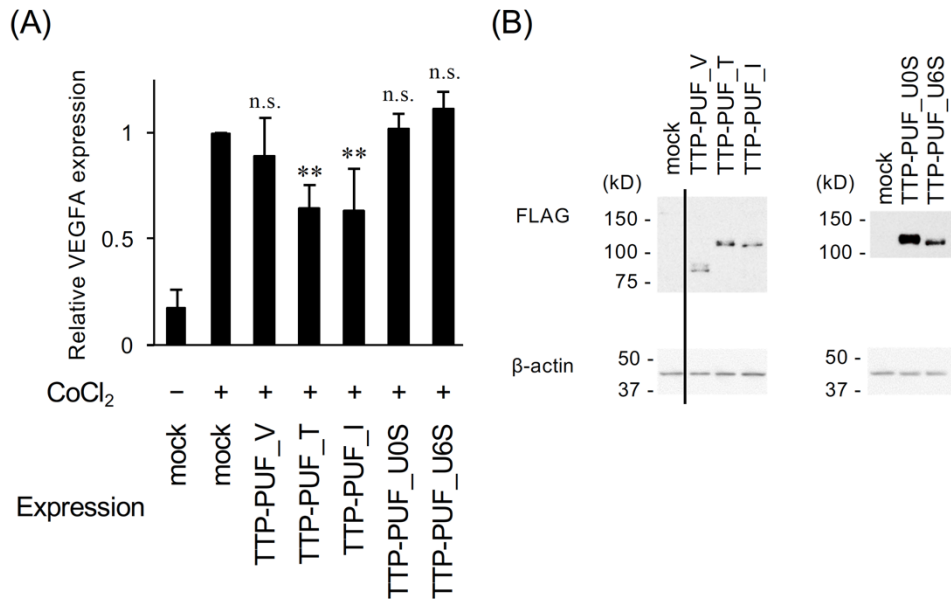 (A)
Relative VEGFA expression
1
0.5
0
n.s.
**
**
n.s.
n.s.
CoCl2 – + + + + + +
Expression
mock
mock
TTP-PUF_V
TTP-PUF_T
TTP-PUF_I
TTP-PUF_U0S
TTP-PUF_U6S
(B)
mock
TTP-PUF_V
TTP-PUF_T
TTP-PUF_I
(kD)
FLAG
150 -
100 -
75 -
β-actin
50 -
37 -
mock
TTP-PUF_U0S
TTP-PUF_U6S
(kD)
150 -
100 -
50 -
37 -